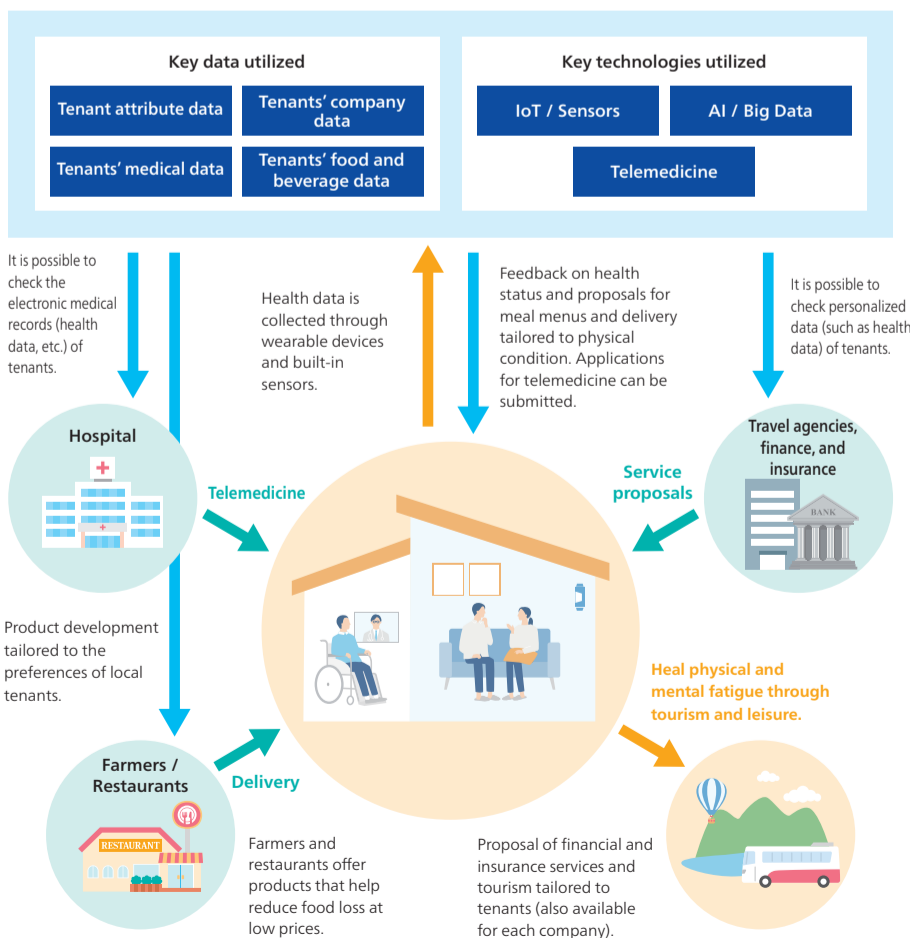 Key data utilized
Tenant attribute data
Tenants’ company
data
Tenants’ medical data
Tenants’ food and
beverage data
Key technologies utilized
IoT / Sensors
AI / Big Data
Telemedicine
It is possible to
check the
electronic medical
records (health
data, etc.) of
tenants.
Health data is
collected through
wearable devices
and built-in
sensors.
Feedback on health
status and proposals for
meal menus and delivery
tailored to physical
condition. Applications
for telemedicine can be
submitted.
It is possible to
check personalized
data (such as health
data) of tenants.
Hospital
Telemedicine
Service
proposals
Travel agencies,
finance, and
insurance
BANK
Product development
tailored to the
preferences of local
tenants.
Heal physical and
mental fatigue through
tourism and leisure.
Farmers /
Restaurants
RESTAURANT
Delivery
Farmers and
restaurants offer
products that help
reduce food loss at
low prices.
Proposal of financial and
insurance services and
tourism tailored to
tenants (also available
for each company).